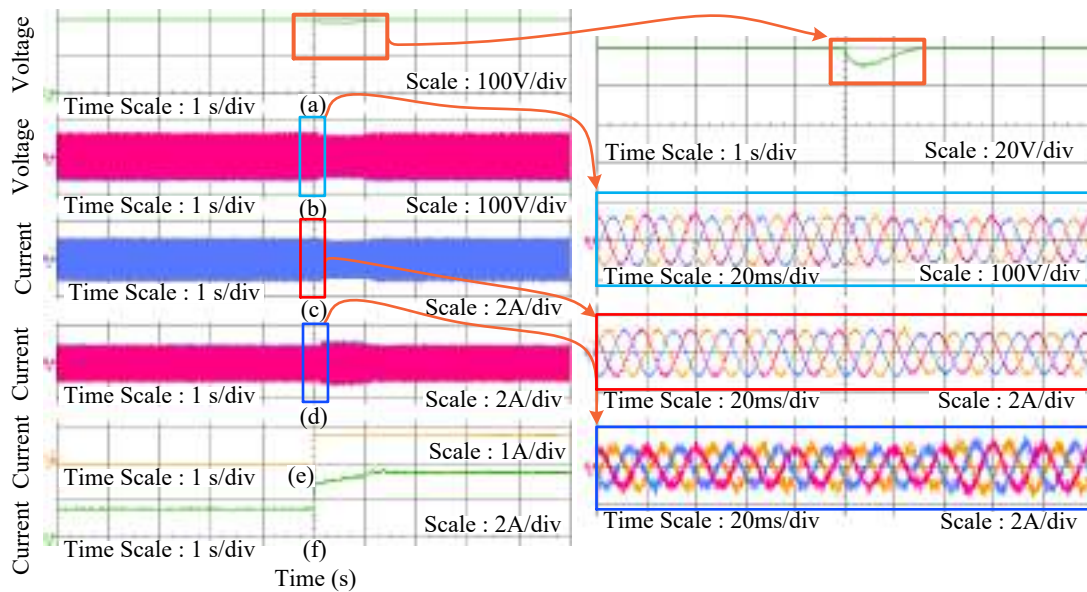 Voltage
Scale : 100V/div
Time Scale : 1 s/div
(a)
Voltage
Time Scale : 1 s/div
(b)
Scale : 100V/div
Current
Time Scale : 1 s/div
(c)
Scale : 2A/div
Current
Time Scale : 1 s/div
(d)
Scale : 2A/div
Current
Time Scale : 1 s/div
(e)
Scale : 1A/div
Current
Time Scale : 1 s/div
(f)
Scale : 2A/div
Time (s)
Time Scale : 1 s/div
Scale : 20V/div
Time Scale : 20ms/div
Scale : 100V/div
Time Scale : 20ms/div
Scale : 2A/div
Time Scale : 20ms/div
Scale : 2A/div